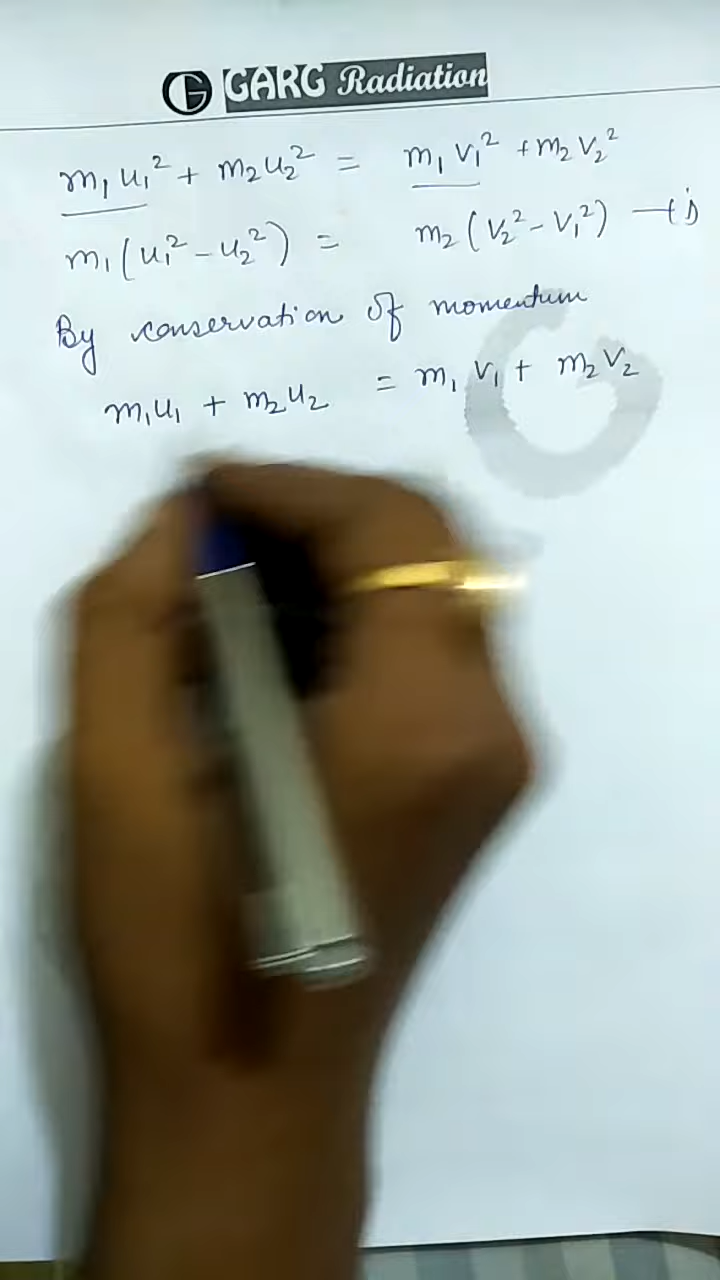 G GARG Radiation
m₁u₁² + m₂u₂² = m₁v₁² + m₂v₂²
m₁(u₁² - u₂²) = m₂(v₂² - v₁²) —(i)
By conservation of momentum
m₁u₁ + m₂u₂ = m₁v₁ + m₂v₂